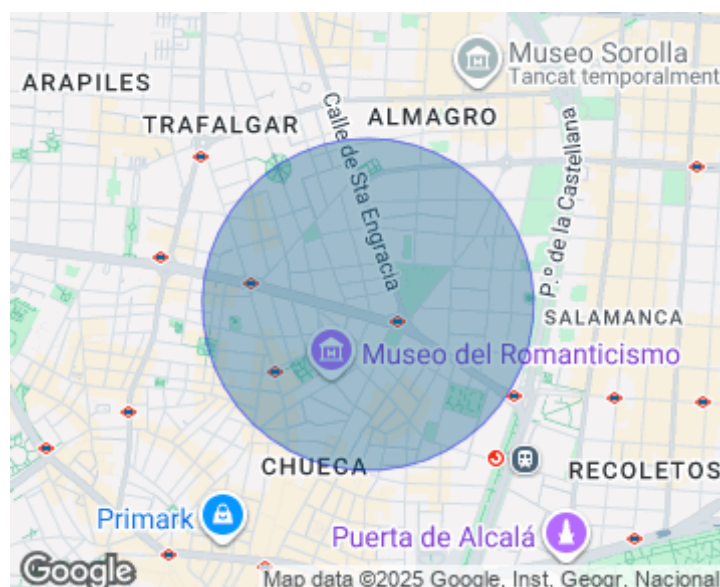 Museo Sorolla
Tancat temporalment
ARAPILES
ALMAGRO
TRAFALGAR
Calle de Sta Engracia
P.º de la Castellana
SALAMANCA
Museo del Romanticismo
CHUECA
RECOLETOS
Primark
Puerta de Alcalá
Google
Map data ©2025 Google, Inst. Geogr. Nacional